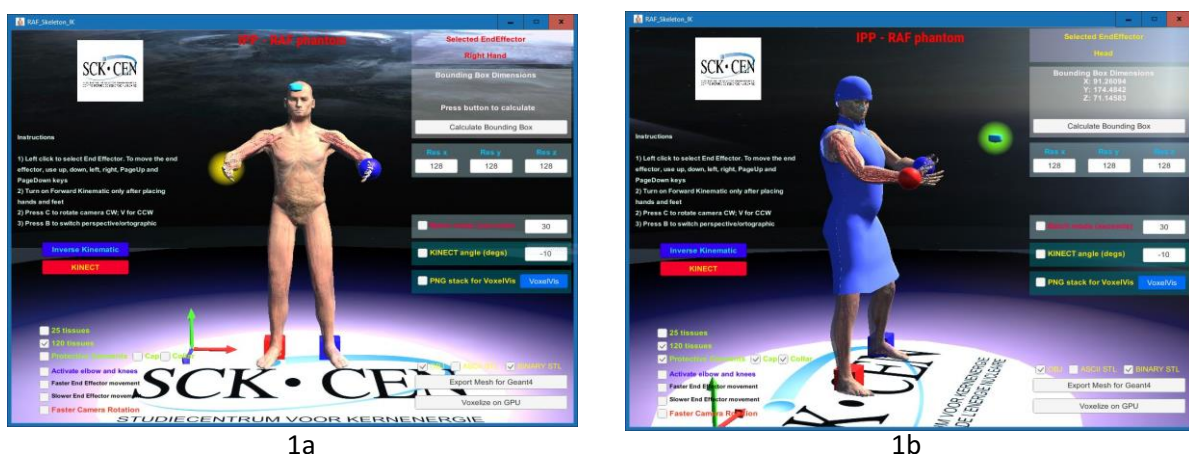 RAF_Skeleton_IK
IPP - RAF phantom
SCK•CEN
Selected EndEffector
Right Hand
Bounding Box Dimensions
Press button to calculate
Calculate Bounding Box
Res x Res y Res z
128 128 128
Instructions
1) Left click to select End Effector. To move the end
effector, use up, down, left, right, PageUp and
PageDown keys
2) Turn on Forward Kinematic only after placing
hands and feet
2) Press C to rotate camera CW; V for CCW
3) Press B to switch perspective/ortographic
30
Inverse Kinematic
KINECT
KINECT angle (degs) -10
PNG stack for VoxelVis VoxelVis
25 tissues
120 tissues
Protective Garments Cap Collar
Activate elbow and knees
Faster End Effector movement
Slower End Effector movement
Faster Camera Rotation
OBJ ASCII STL BINARY STL
Export Mesh for Geant4
Voxelize on GPU
SCK•CEN
STUDIECENTRUM VOOR KERNENERGIE
1a
RAF_Skeleton_IK
IPP - RAF phantom
SCK•CEN
Selected EndEffector
Head
Bounding Box Dimensions
X: 91.26094
Y: 174.4842
Z: 71.14583
Calculate Bounding Box
Res x Res y Res z
128 128 128
Instructions
1) Left click to select End Effector. To move the end
effector, use up, down, left, right, PageUp and
PageDown keys
2) Turn on Forward Kinematic only after placing
hands and feet
2) Press C to rotate camera CW; V for CCW
3) Press B to switch perspective/ortographic
30
Inverse Kinematic
KINECT
KINECT angle (degs) -10
PNG stack for VoxelVis VoxelVis
25 tissues
120 tissues
Protective Garments Cap Collar
Activate elbow and knees
Faster End Effector movement
Slower End Effector movement
Faster Camera Rotation
OBJ ASCII STL BINARY STL
Export Mesh for Geant4
Voxelize on GPU
1b